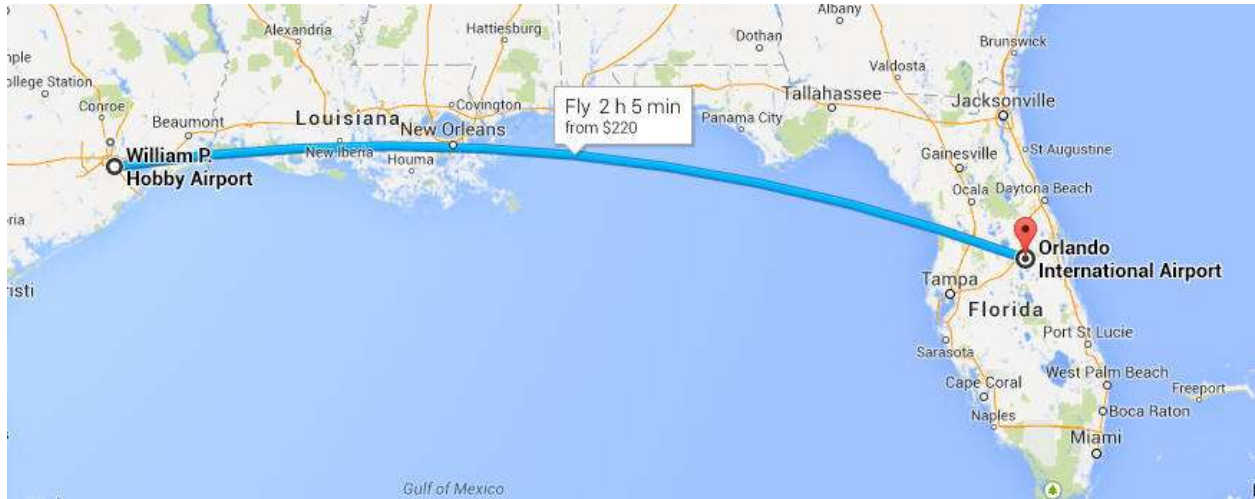 Albany
Alexandria
Hattiesburg
Dothan
Brunswick
mple
Valdosta
ollege Station
Tallahassee
Conroe
Covington
Jacksonville
Beaumont
Louisiana
New Orleans
Fly 2 h 5 min
from $220
Panama City
William P.
Hobby Airport
New Iberia
Houma
Gainesville
St Augustine
Ocala
Daytona Beach
ria
Orlando
International Airport
risti
Tampa
Florida
Port St Lucie
Sarasota
West Palm Beach
Cape Coral
Freeport
Naples
Boca Raton
Miami
Gulf of Mexico